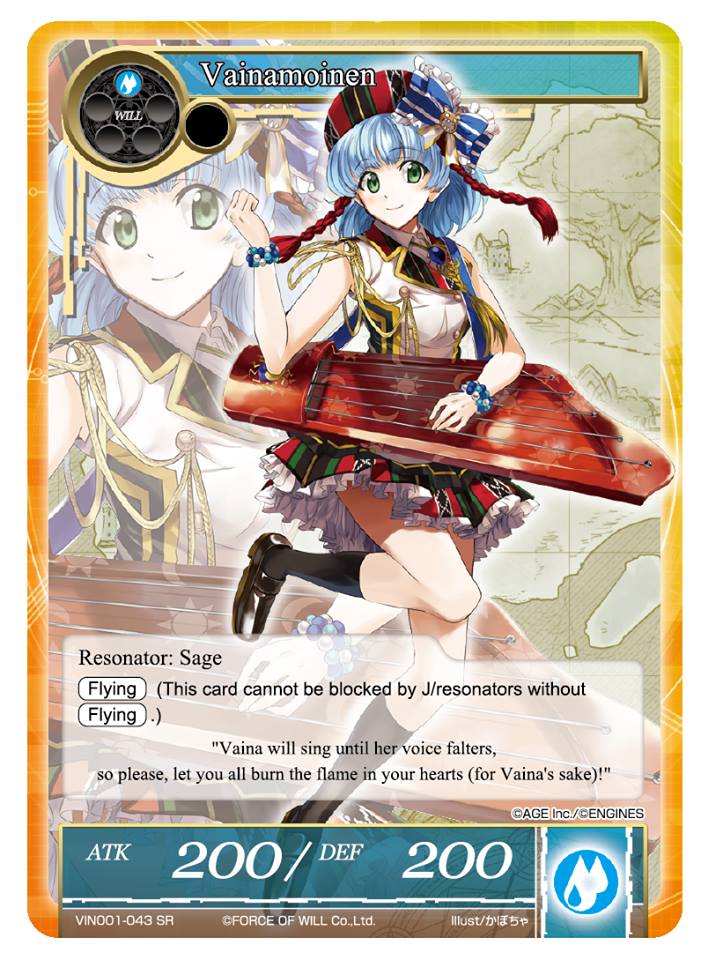 Vainamoinen
WILL
Resonator: Sage
Flying (This card cannot be blocked by J/resonators without
Flying .)
"Vaina will sing until her voice falters,
so please, let you all burn the flame in your hearts (for Vaina's sake)!"
©AGE Inc./©ENGINES
ATK 200/ DEF 200
VIN001-043 SR ©FORCE OF WILL Co.,Ltd. Illust/かぼちゃ